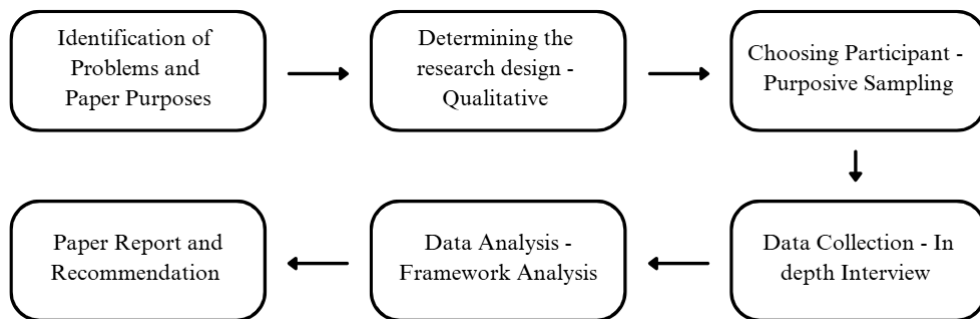 Identification of
Problems and
Paper Purposes
Determining the
research design -
Qualitative
Choosing Participant -
Purposive Sampling
Data Collection - In
depth Interview
Data Analysis -
Framework Analysis
Paper Report and
Recommendation